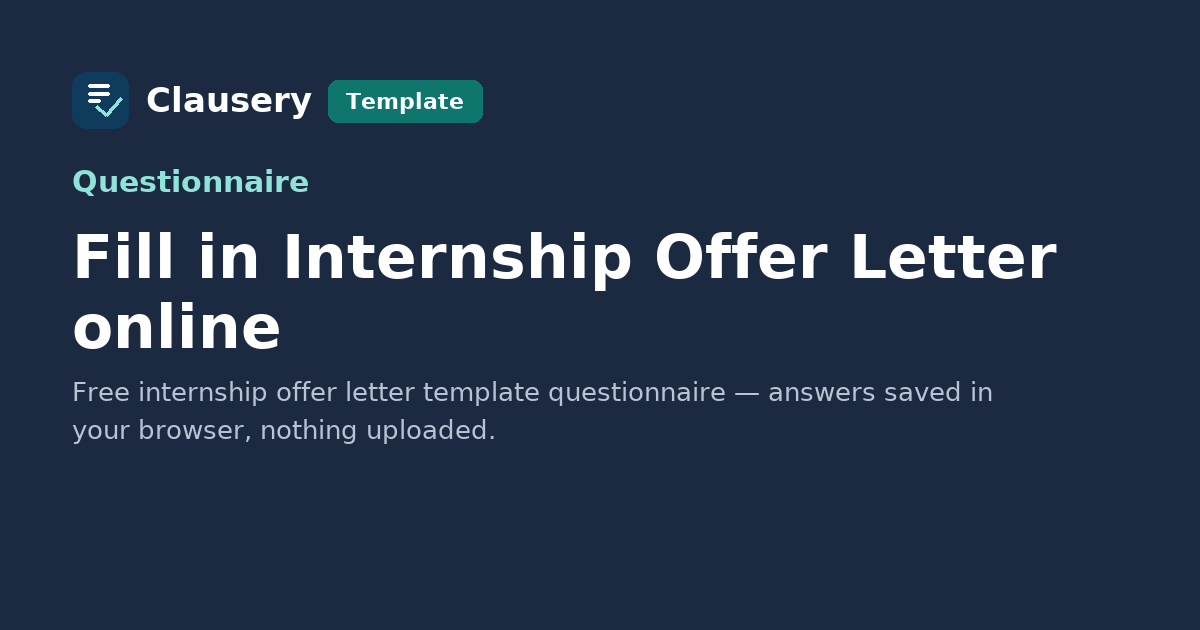 Clausery Template
Questionnaire
Fill in Internship Offer Letter
online
Free internship offer letter template questionnaire — answers saved in
your browser, nothing uploaded.